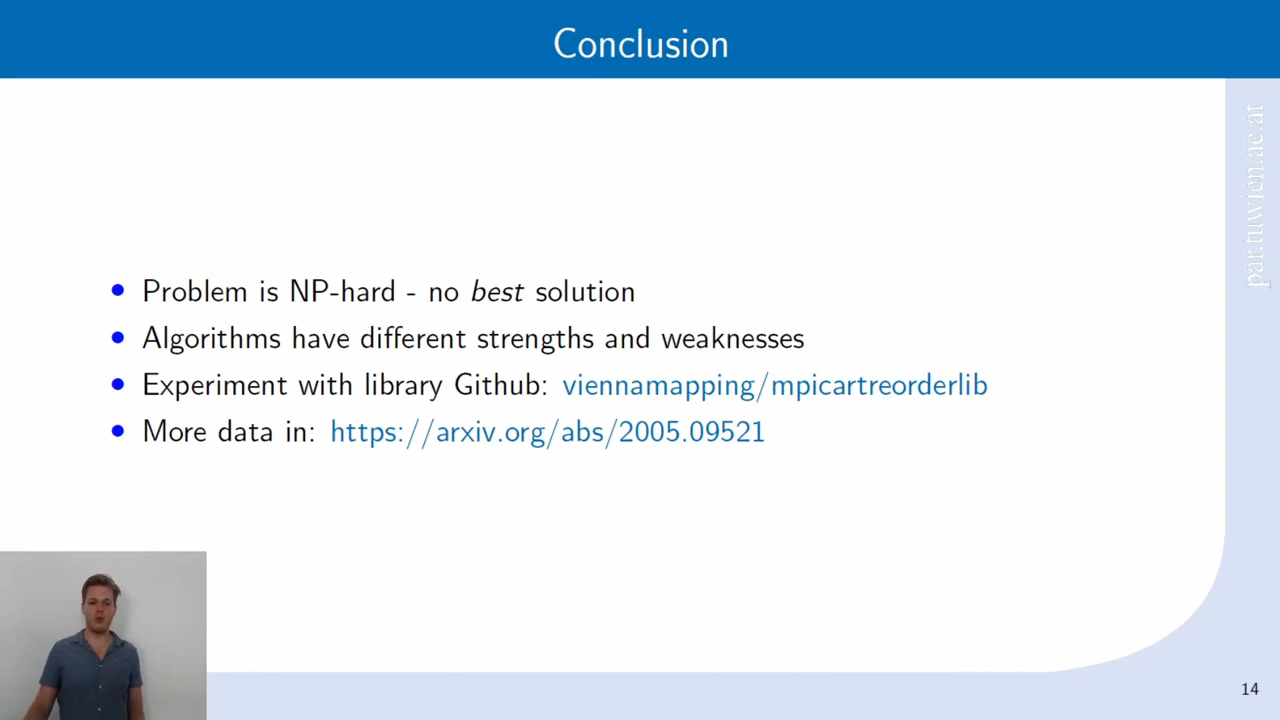 Conclusion
par.tuwien.ac.at
• Problem is NP-hard - no best solution
• Algorithms have different strengths and weaknesses
• Experiment with library Github: viennamapping/mpicartreorderlib
• More data in: https://arxiv.org/abs/2005.09521
14